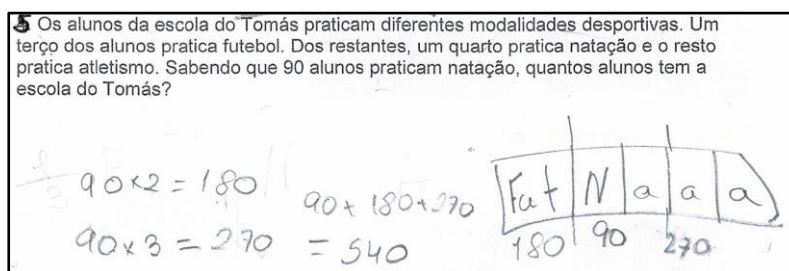 5 Os alunos da escola do Tomás praticam diferentes modalidades desportivas. Um
terço dos alunos pratica futebol. Dos restantes, um quarto pratica natação e o resto
pratica atletismo. Sabendo que 90 alunos praticam natação, quantos alunos tem a
escola do Tomás?
90×2 = 180
90×3 = 270
90+180+270
= 540
Fut N a a a
180 90 270